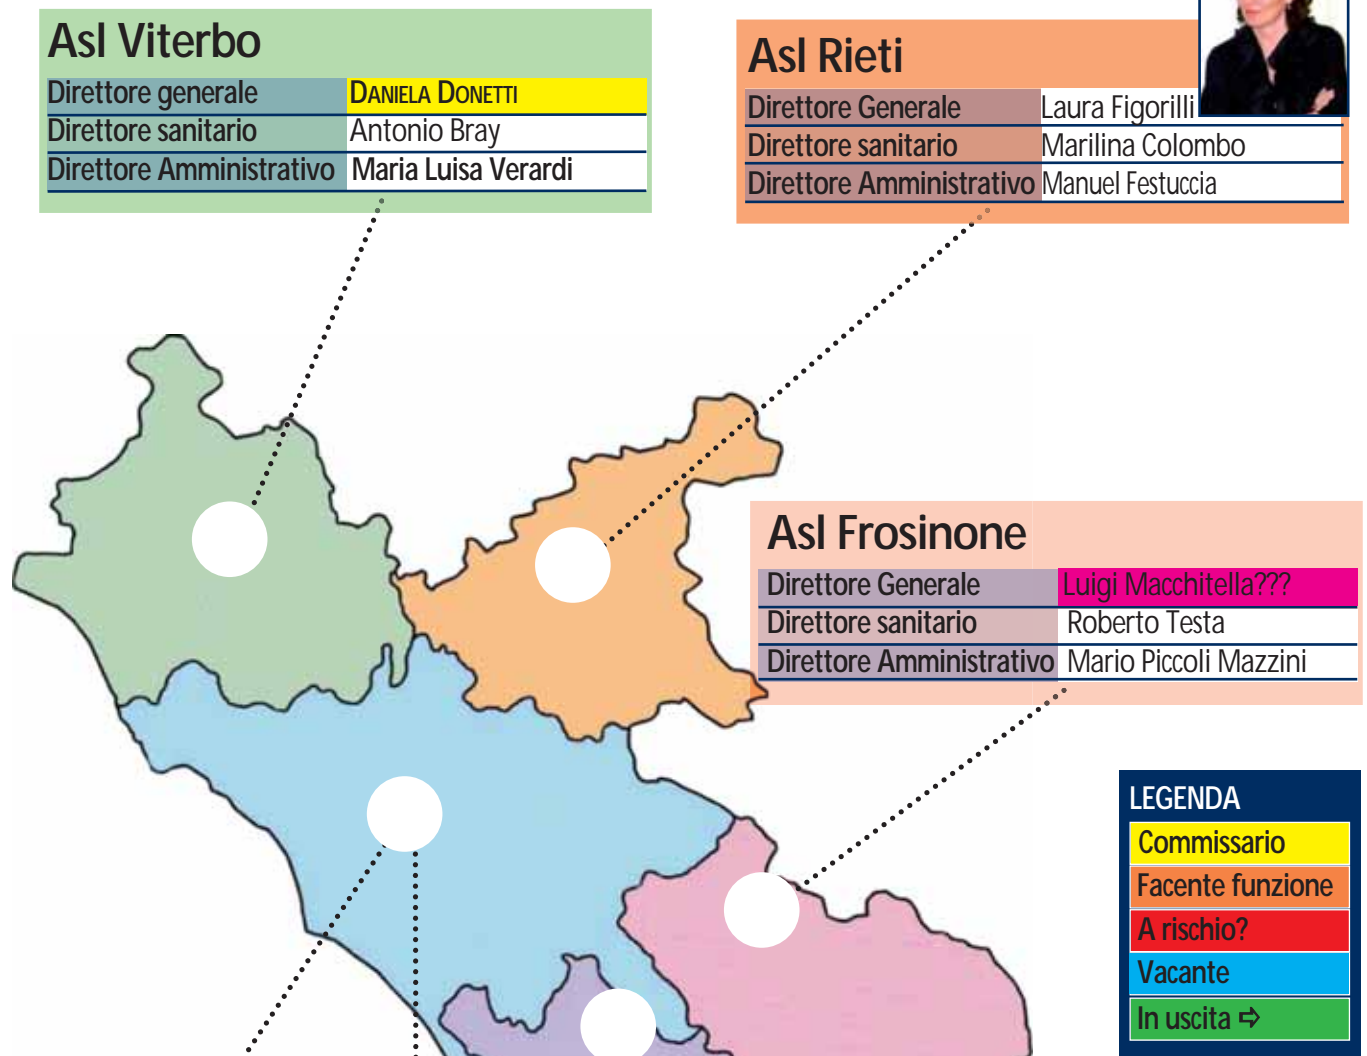 Asl Viterbo
Direttore generale DANIELA DONETTI
Direttore sanitario Antonio Bray
Direttore Amministrativo Maria Luisa Verardi
Asl Rieti
Direttore Generale Laura Figorilli
Direttore sanitario Marilina Colombo
Direttore Amministrativo Manuel Festuccia
Asl Frosinone
Direttore Generale Luigi Macchitella???
Direttore sanitario Roberto Testa
Direttore Amministrativo Mario Piccoli Mazzini
LEGENDA
Commissario
Facente funzione
A rischio?
Vacante
In uscita ⇨